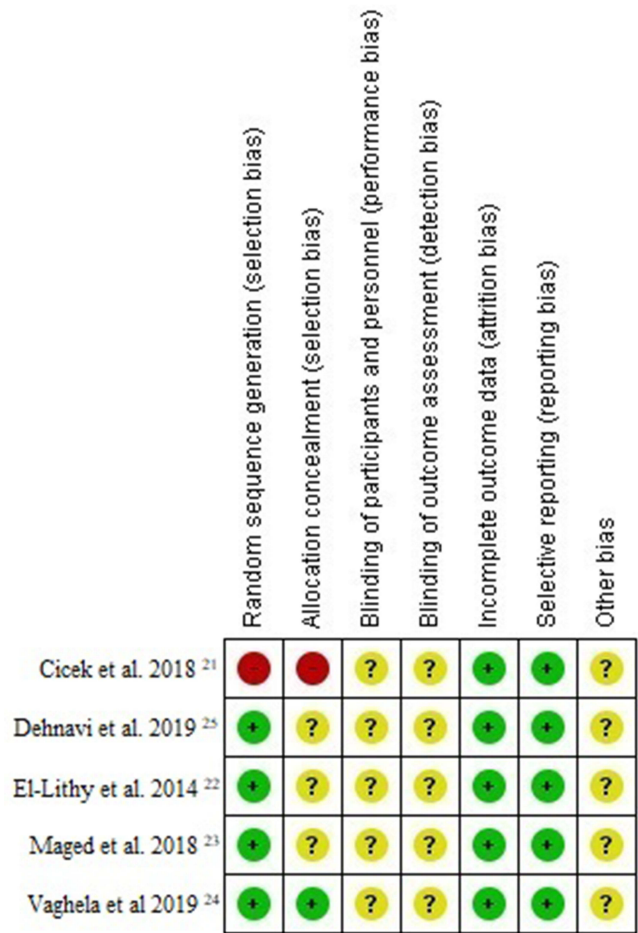 Random sequence generation (selection bias)
Allocation concealment (selection bias)
Blinding of participants and personnel (performance bias)
Blinding of outcome assessment (detection bias)
Incomplete outcome data (attrition bias)
Selective reporting (reporting bias)
Other bias
Cicek et al. 2018 21 - - ? ? + + ?
Dehnavi et al. 2019 25 + ? ? ? + + ?
El-Lithy et al. 2014 22 + ? ? ? + + ?
Maged et al. 2018 23 + ? ? ? + + ?
Vaghela et al 2019 24 + + ? ? + + ?